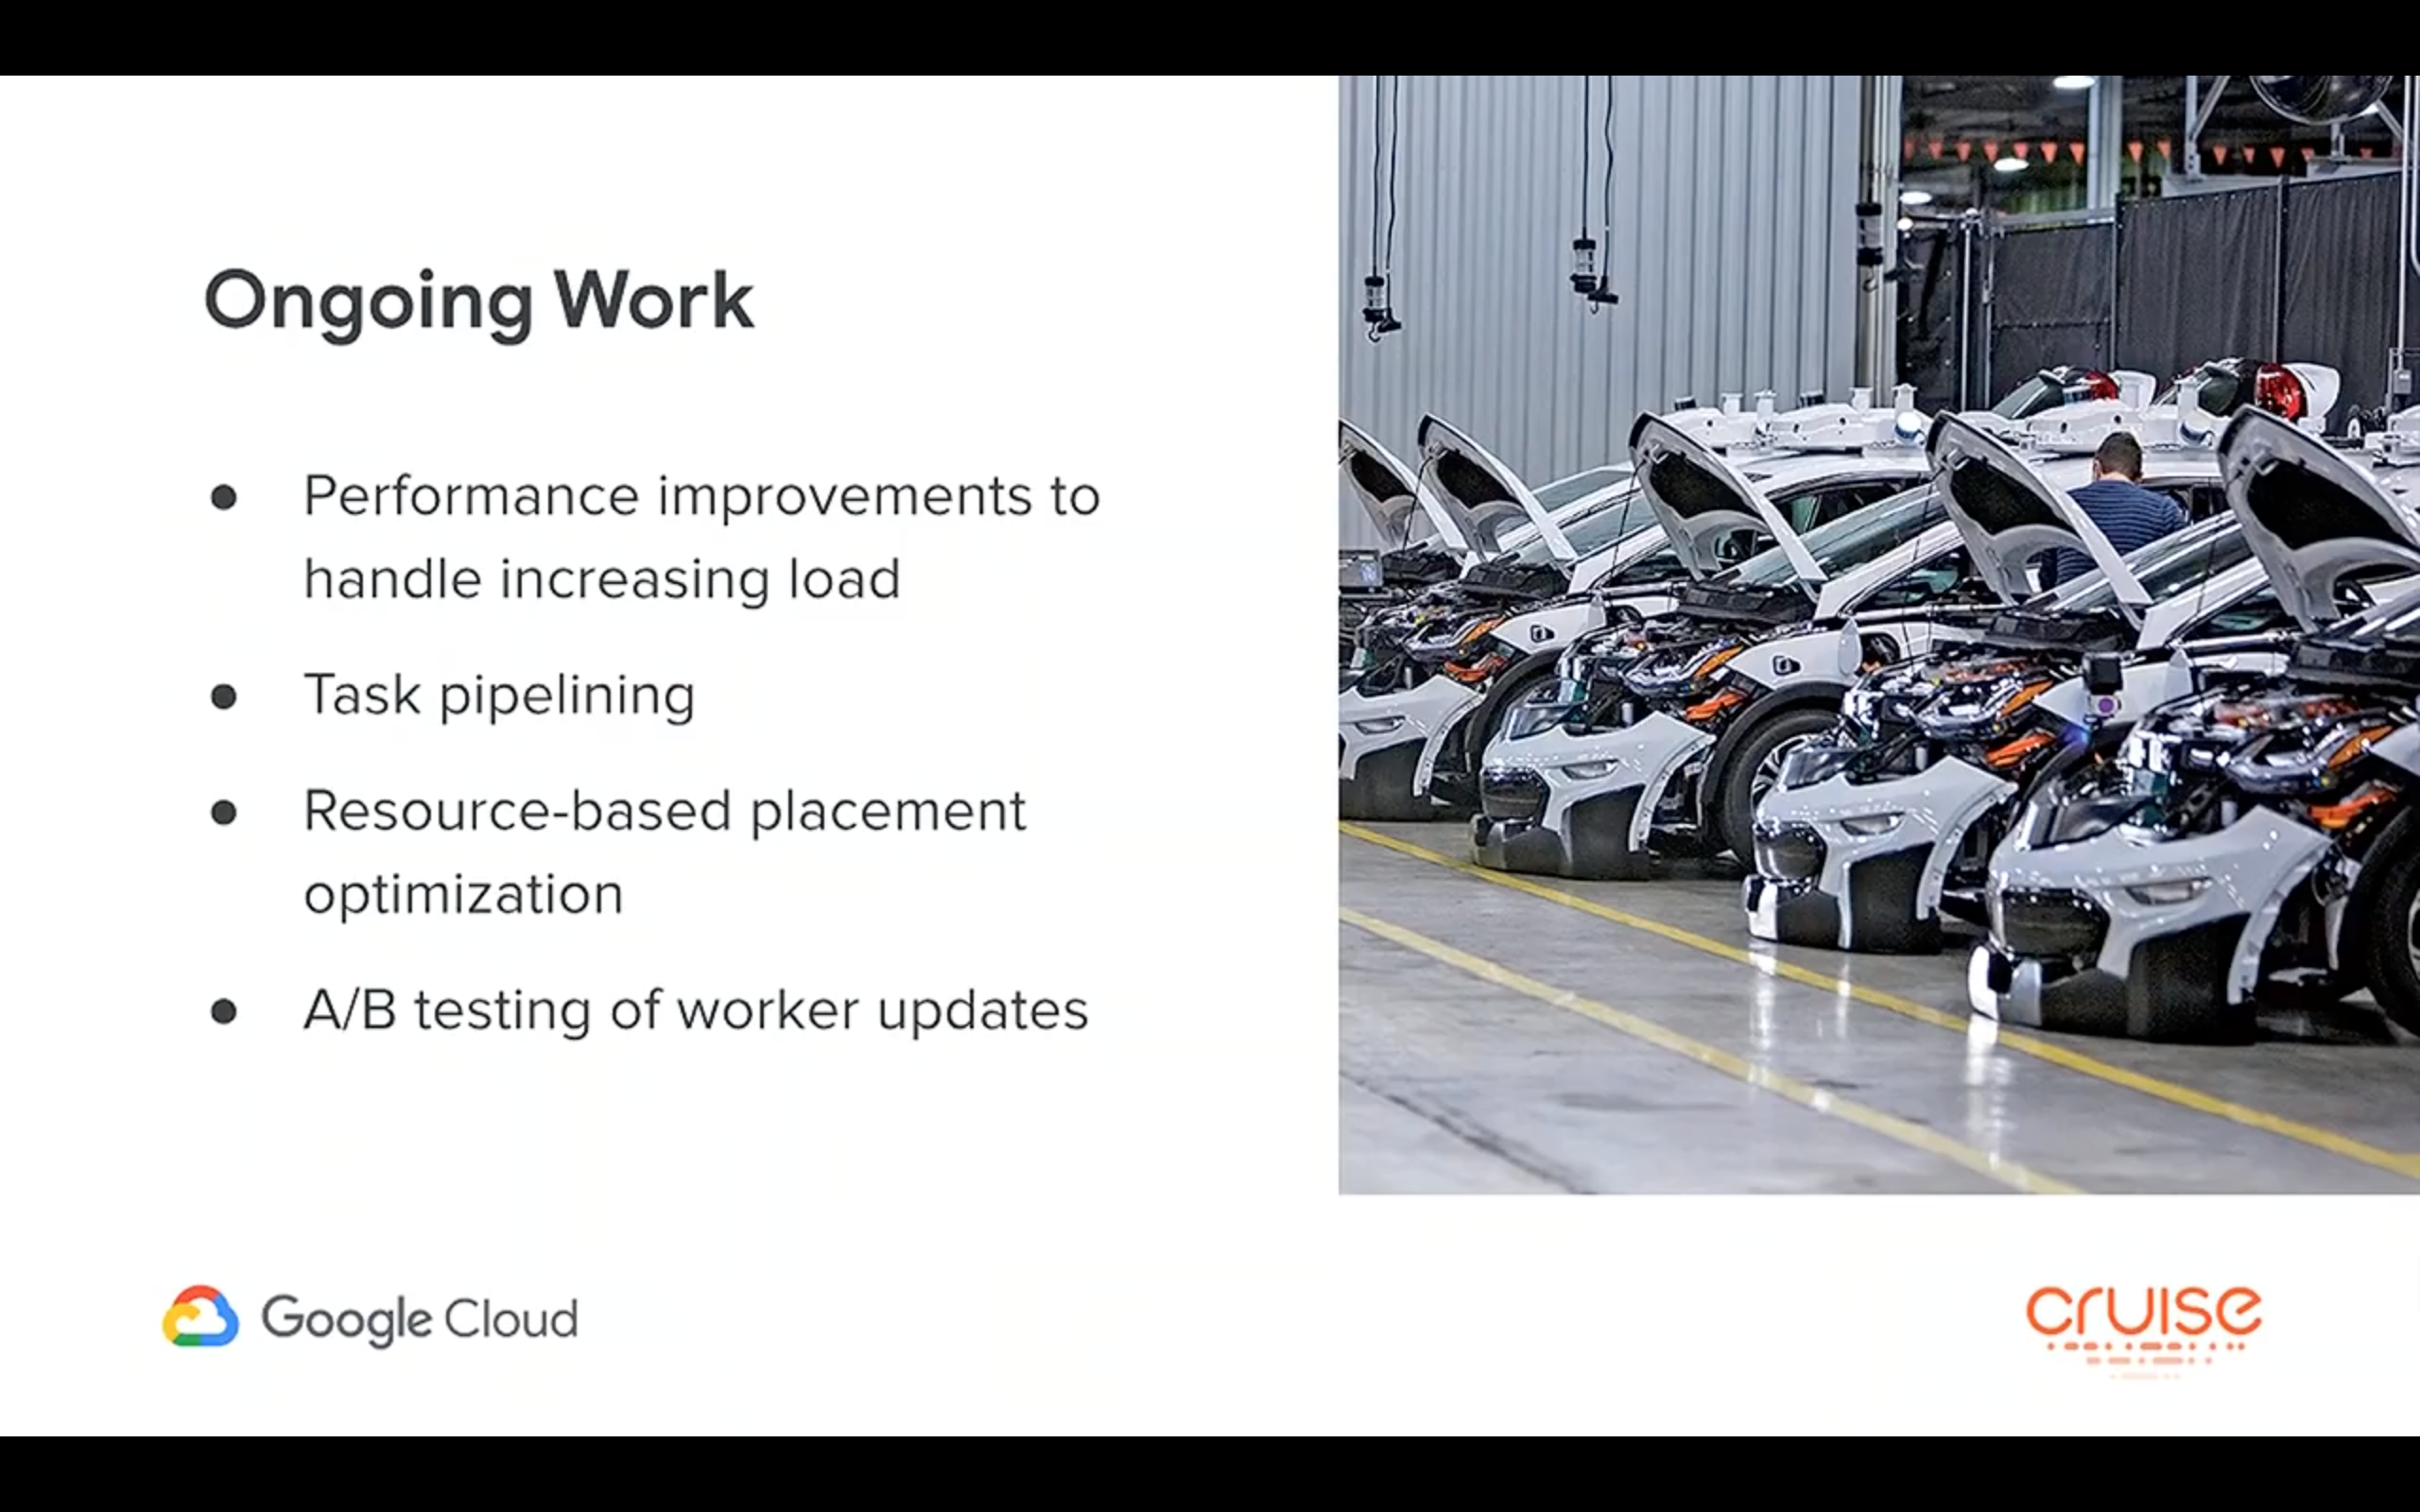 Ongoing Work
● Performance improvements to
handle increasing load
● Task pipelining
● Resource-based placement
optimization
● A/B testing of worker updates
Google Cloud
cruise